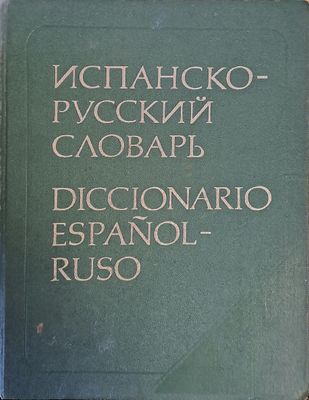 ИСПАНСКО-
РУССКИЙ
СЛОВАРЬ
DICCIONARIO
ESPAÑOL-
RUSO